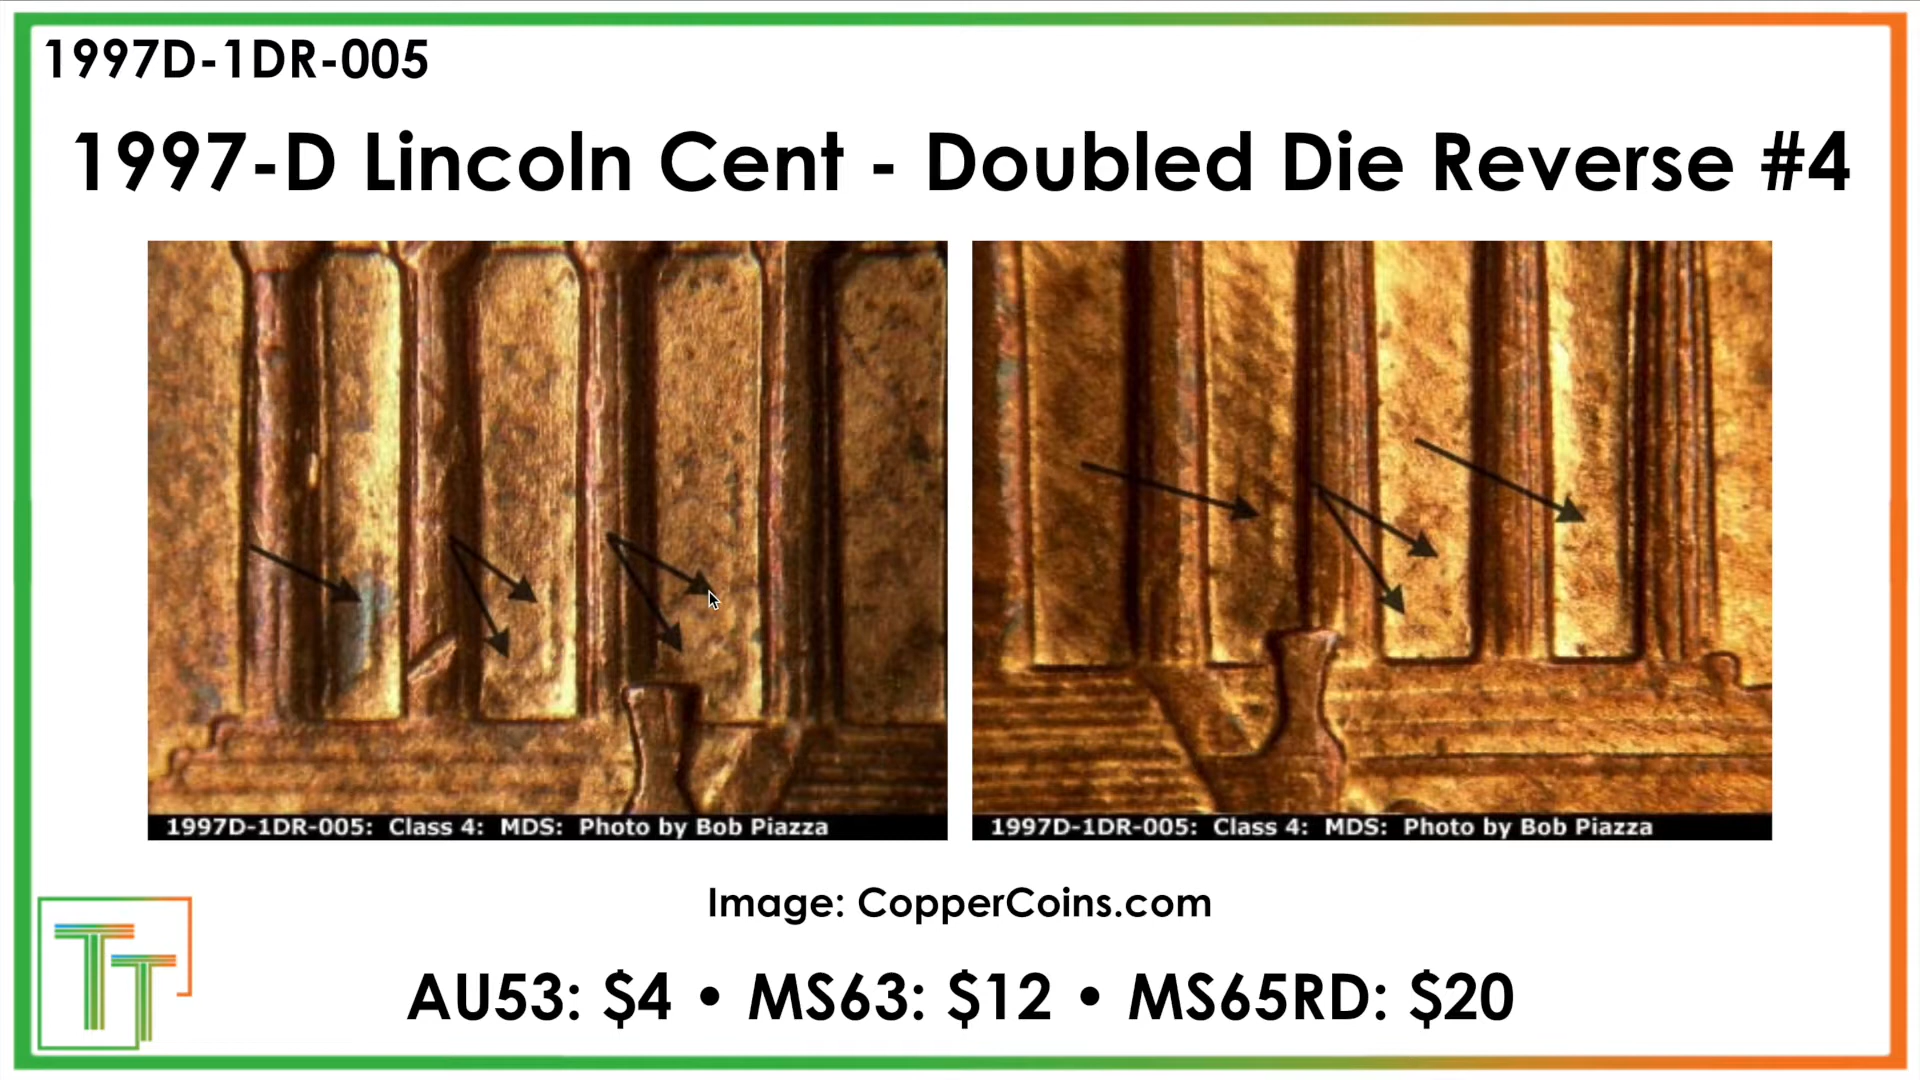 1997D-1DR-005
1997-D Lincoln Cent - Doubled Die Reverse #4
1997D-1DR-005: Class 4: MDS: Photo by Bob Piazza
1997D-1DR-005: Class 4: MDS: Photo by Bob Piazza
Image: CopperCoins.com
TT
AU53: $4 • MS63: $12 • MS65RD: $20